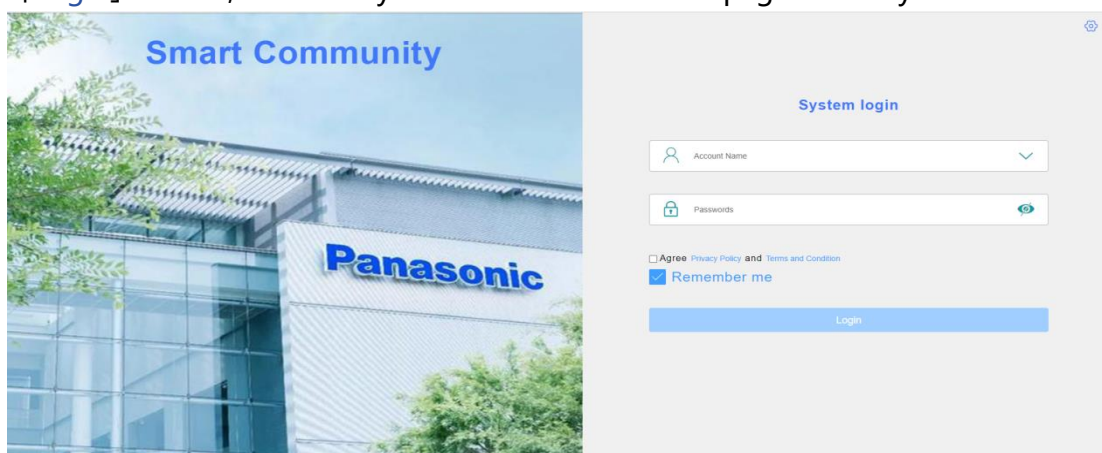 Smart Community
Panasonic
System login
Account Name
Passwords
Agree Privacy Policy and Terms and Condition
Remember me
Login